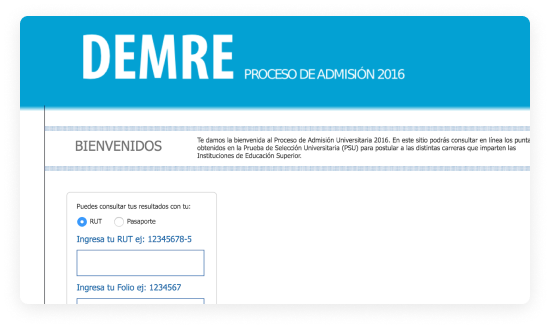 DEMRE PROCESO DE ADMISIÓN 2016
BIENVENIDOS
Te damos la bienvenida al Proceso de Admisión Universitaria 2016. En este sitio podrás consultar en línea los
obtenidos en la Prueba de Selección Universitaria (PSU) para postular a las distintas carreras que imparten las
Instituciones de Educación Superior.
Puedes consultar tus resultados con tu:
RUT Pasaporte
Ingresa tu RUT ej: 12345678-5
Ingresa tu Folio ej: 1234567